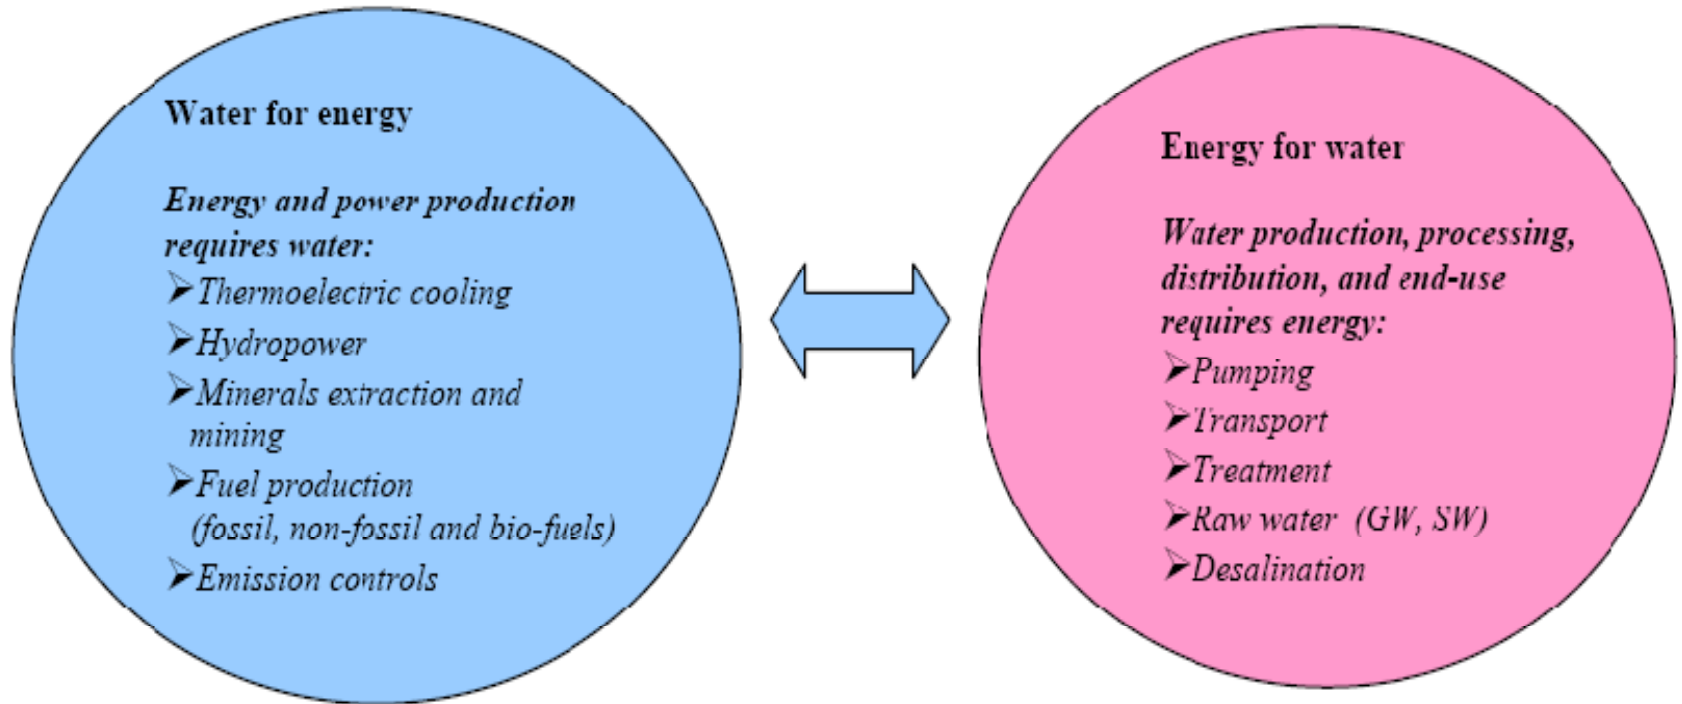 Water for energy
Energy and power production
requires water:
➢Thermoelectric cooling
➢Hydropower
➢Minerals extraction and
mining
➢Fuel production
(fossil, non-fossil and bio-fuels)
➢Emission controls
Energy for water
Water production, processing,
distribution, and end-use
requires energy:
➢Pumping
➢Transport
➢Treatment
➢Raw water (GW, SW)
➢Desalination